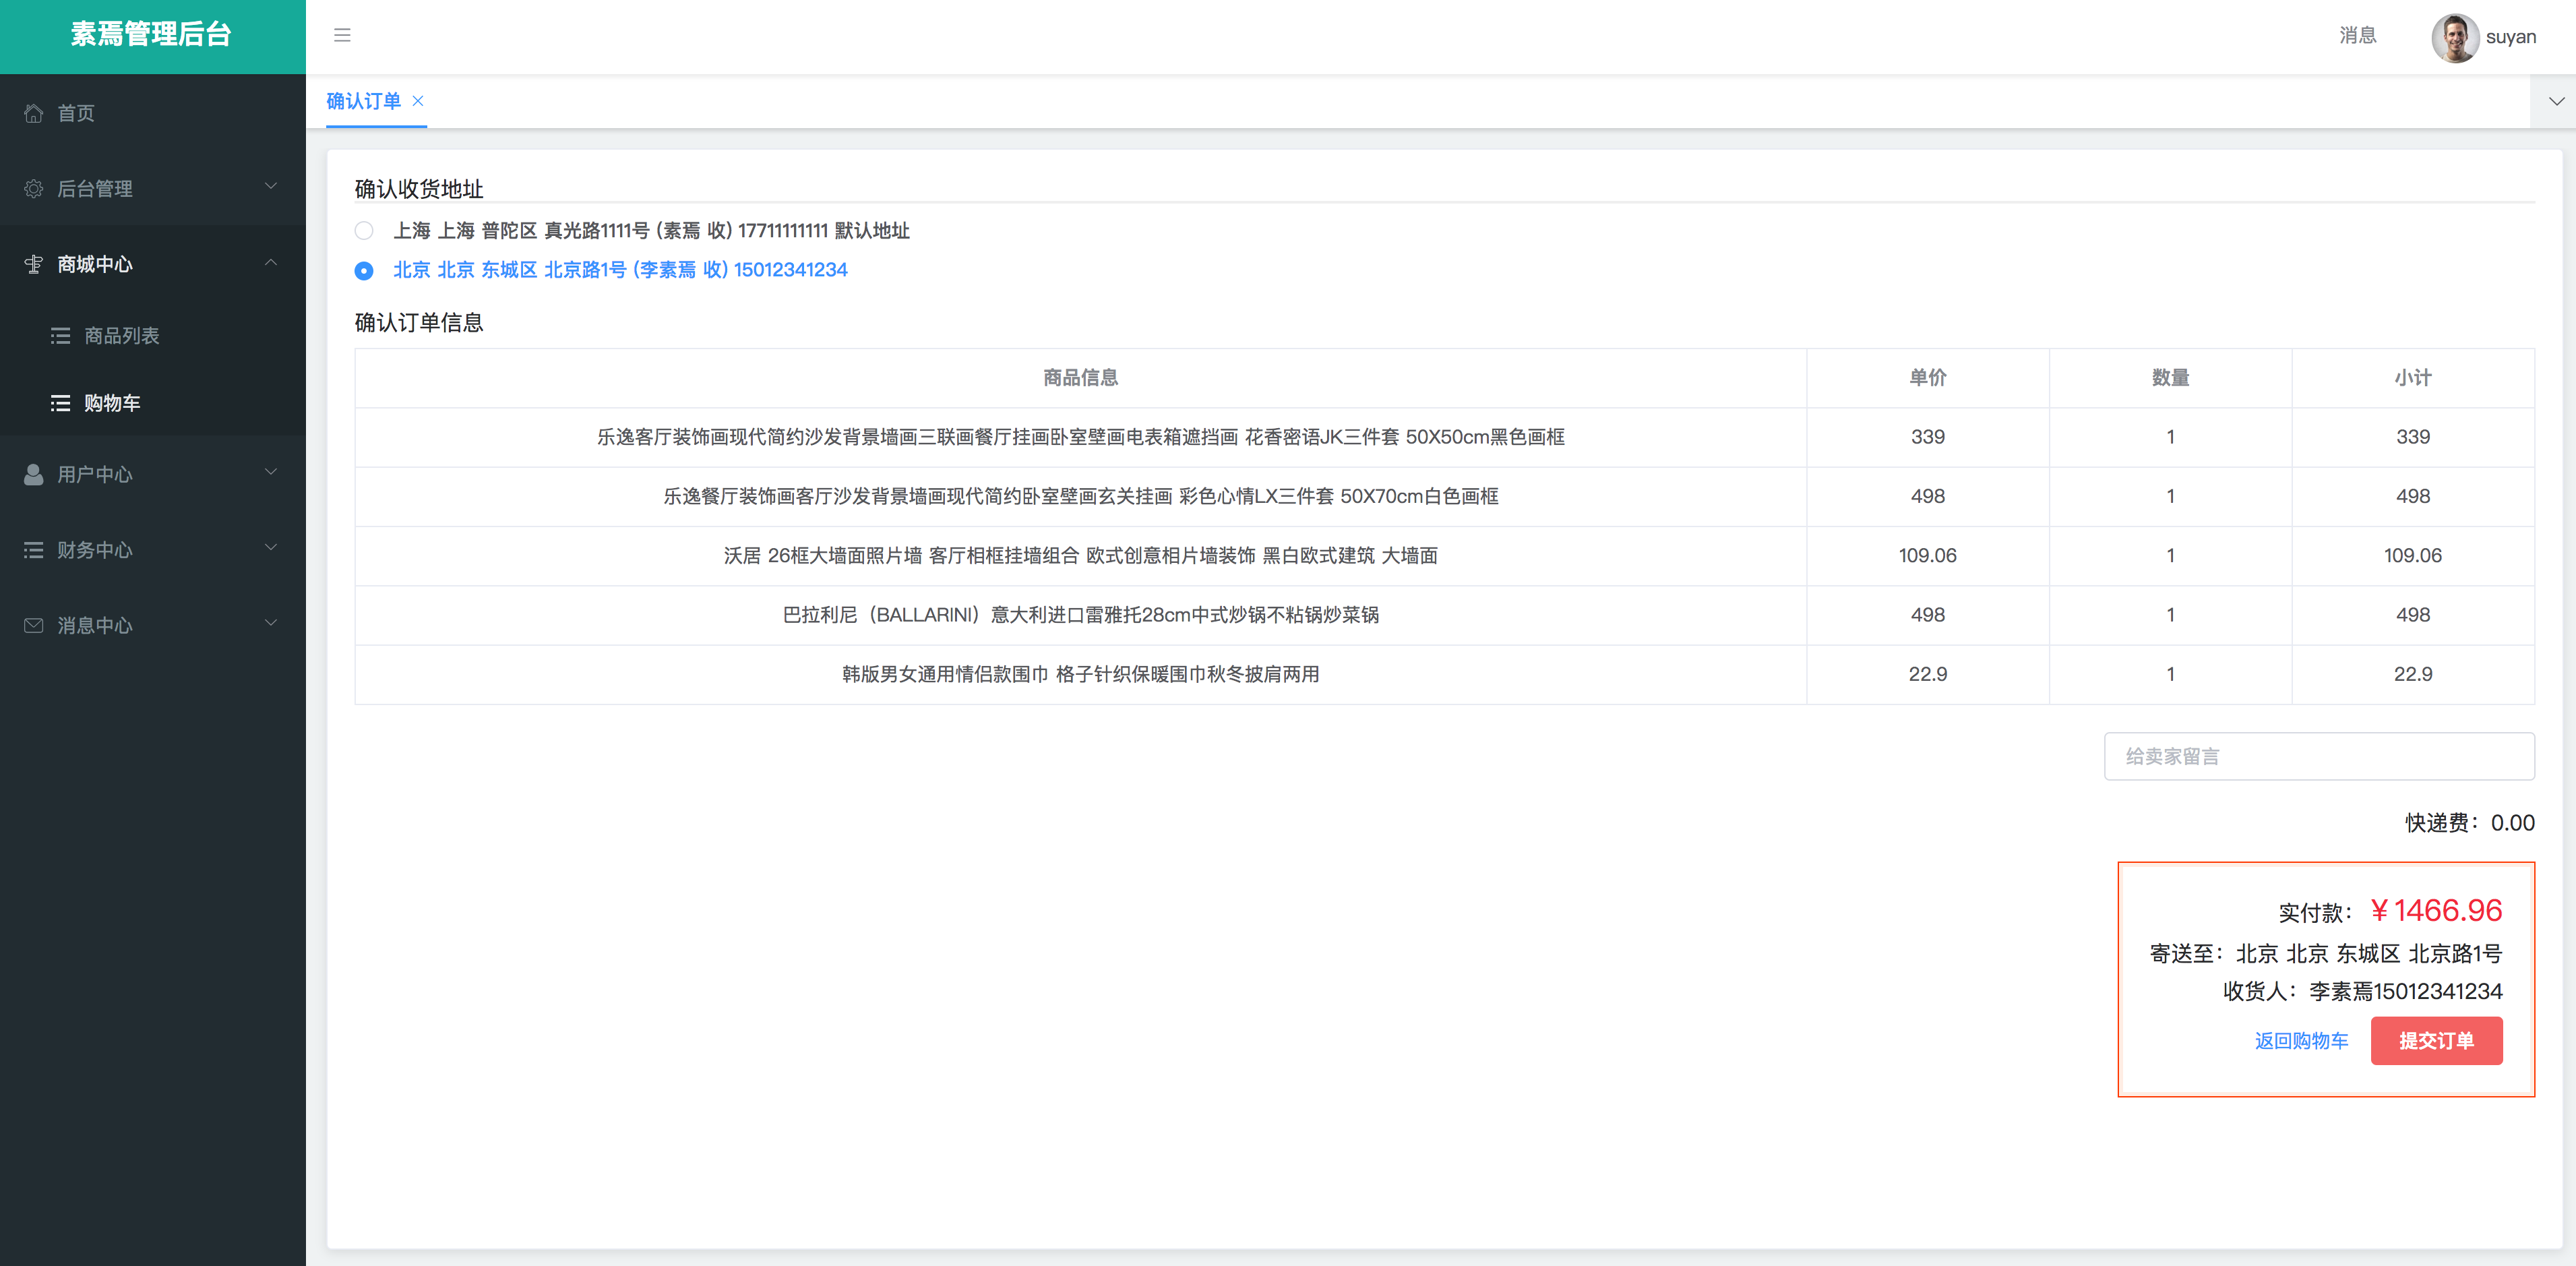 素焉管理后台
消息
suyan
首页
后台管理
商城中心
商品列表
购物车
用户中心
财务中心
消息中心
确认订单
确认收货地址
上海 上海 普陀区 真光路1111号 (素焉 收) 17711111111 默认地址
北京 北京 东城区 北京路1号 (李素焉 收) 15012341234
确认订单信息
商品信息 单价 数量 小计
乐逸客厅装饰画现代简约沙发背景墙画三联画餐厅挂画卧室壁画电表箱遮挡画 花香密语JK三件套 50X50cm黑色画框 339 1 339
乐逸餐厅装饰画客厅沙发背景墙画现代简约卧室壁画玄关挂画 彩色心情LX三件套 50X70cm白色画框 498 1 498
沃居 26框大墙面照片墙 客厅相框挂墙组合 欧式创意相片墙装饰 黑白欧式建筑 大墙面 109.06 1 109.06
巴拉利尼（BALLARINI）意大利进口雷雅托28cm中式炒锅不粘锅炒菜锅 498 1 498
韩版男女通用情侣款围巾 格子针织保暖围巾秋冬披肩两用 22.9 1 22.9
给卖家留言
快递费：0.00
实付款：￥1466.96
寄送至：北京 北京 东城区 北京路1号
收货人：李素焉15012341234
返回购物车 提交订单